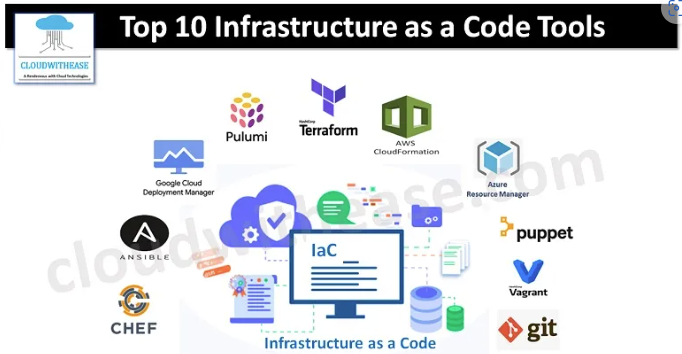 Top 10 Infrastructure as a Code Tools
CLOUDWITHEASE
A Rendezvous with Cloud Technologies
Pulumi
HashiCorp
Terraform
AWS
CloudFormation
Google Cloud
Deployment Manager
Azure
Resource Manager
ANSIBLE
IaC
puppet
Vagrant
CHEF
git
Infrastructure as a Code
cloudwithease.com